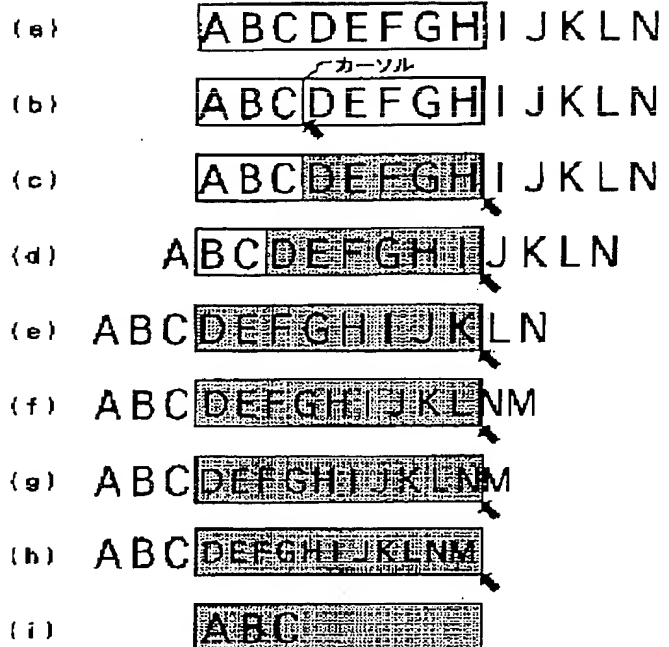 (a) ABCDEFGHIJKLN
カーソル
(b) ABCDEFGHIJKLN
(c) ABCDEFGHIJKLN
(d) ABCDEFGHIJKLN
(e) ABCDEFGHIJKLN
(f) ABCDEFGHIJKLNM
(g) ABCDEFGHIJKLNM
(h) ABCDEFGHIJKLNM
(i) ABC